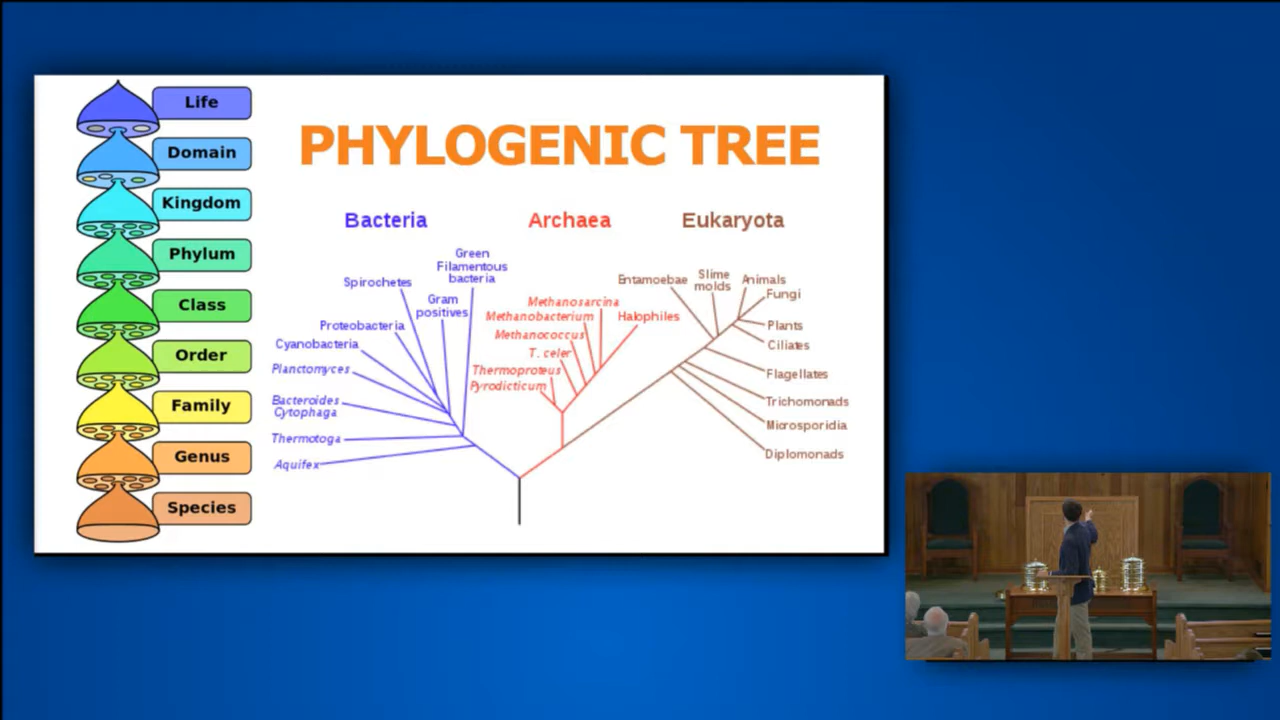 Life
Domain
Kingdom
Phylum
Class
Order
Family
Genus
Species
PHYLOGENIC TREE
Bacteria
Archaea
Eukaryota
Green
Filamentous
bacteria
Spirochetes
Gram
positives
Proteobacteria
Cyanobacteria
Planctomyces
Bacteroides
Cytophaga
Thermotoga
Aquifex
Methanosarcina
Methanobacterium
Halophiles
Methanococcus
T. celer
Thermoproteus
Pyrodicticum
Entamoebae
Slime
molds
Animals
Fungi
Plants
Ciliates
Flagellates
Trichomonads
Microsporidia
Diplomonads